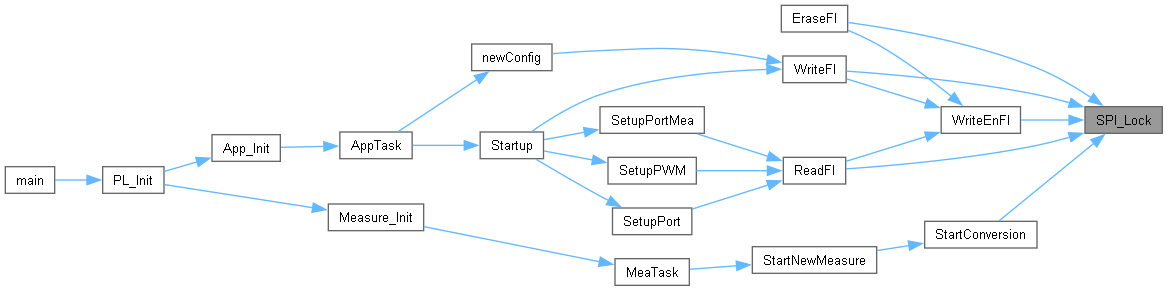 EraseFl
newConfig
WriteFl
SetupPortMea
WriteEnFl
SPI_Lock
App_Init
AppTask
Startup
main
PL_Init
SetupPWM
ReadFl
Measure_Init
SetupPort
StartConversion
MeaTask
StartNewMeasure